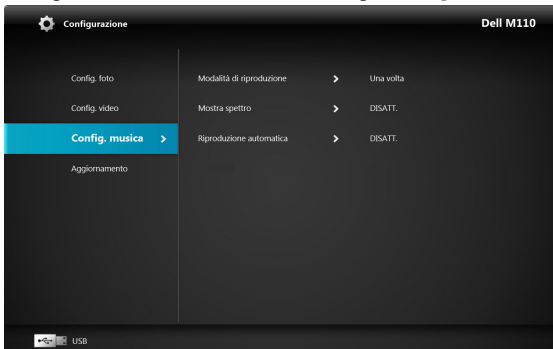 Configurazione
Dell M110
Config. foto
Config. video
Config. musica
Aggiornamento
Modalità di riproduzione
Una volta
Mostra spettro
DISATT.
Riproduzione automatica
DISATT.
USB